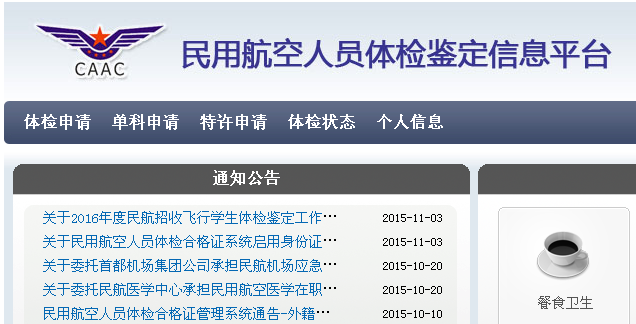 CAAC
民用航空人员体检鉴定信息平台
体检申请 单科申请 特许申请 体检状态 个人信息
通知公告
关于2016年度民航招收飞行学生体检鉴定工作… 2015-11-03
关于民用航空人员体检合格证系统启用身份证… 2015-11-03
关于委托首都机场集团公司承担民航机场应急… 2015-10-20
关于委托民航医学中心承担民用航空医学在职… 2015-10-20
民用航空人员体检合格证管理系统通告-外籍… 2015-10-10
餐食卫生